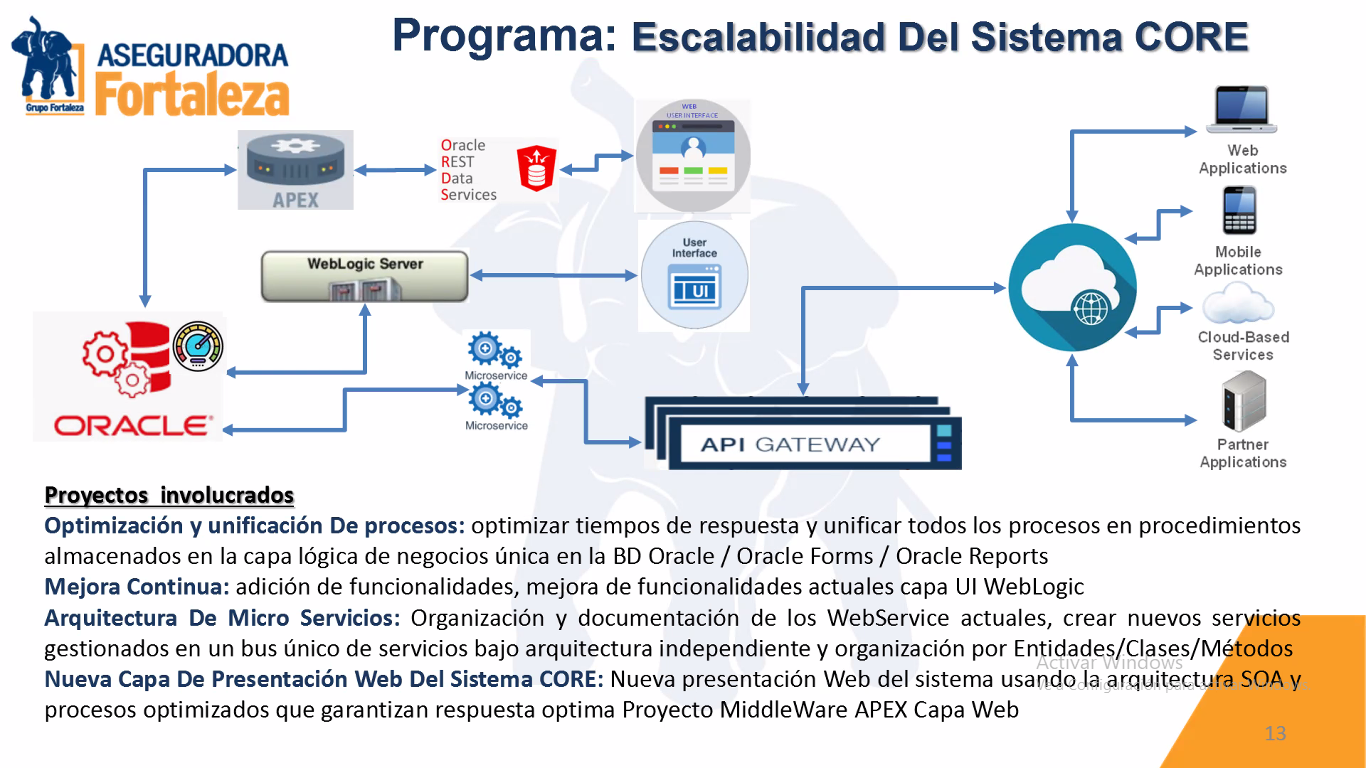 Programa: Escalabilidad Del Sistema CORE
ASEGURADORA
Fortaleza
Grupo Fortaleza
WEB
USER INTERFACE
APEX
Oracle
REST
Data
Services
Web
Applications
WebLogic Server
User
Interface
UI
Mobile
Applications
Cloud-Based
Services
ORACLE
Microservice
Microservice
API GATEWAY
Partner
Applications
Proyectos involucrados
Optimización y unificación De procesos: optimizar tiempos de respuesta y unificar todos los procesos en procedimientos
almacenados en la capa lógica de negocios única en la BD Oracle / Oracle Forms / Oracle Reports
Mejora Continua: adición de funcionalidades, mejora de funcionalidades actuales capa UI WebLogic
Arquitectura De Micro Servicios: Organización y documentación de los WebService actuales, crear nuevos servicios
gestionados en un bus único de servicios bajo arquitectura independiente y organización por Entidades/Clases/Métodos
Activar Windows
Nueva Capa De Presentación Web Del Sistema CORE: Nueva presentación Web del sistema usando la arquitectura SOA y
procesos optimizados que garantizan respuesta optima Proyecto MiddleWare APEX Capa Web
13